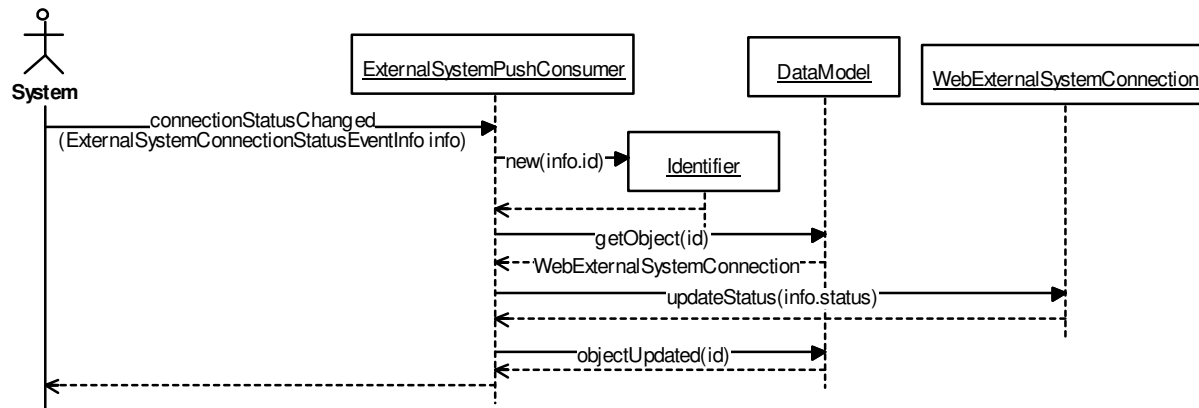 System
ExternalSystemPushConsumer
DataModel
WebExternalSystemConnection
connectionStatusChanged
(ExternalSystemConnectionStatusEventInfo info)
new(info.id)
Identifier
getObject(id)
WebExternalSystemConnection
updateStatus(info.status)
objectUpdated(id)